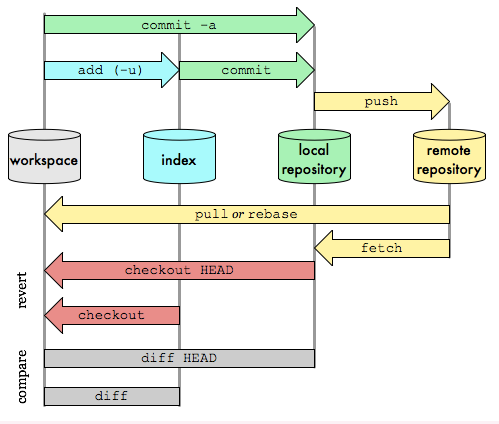 commit -a
add (-u)
commit
push
workspace
index
local
repository
remote
repository
pull or rebase
fetch
revert
checkout HEAD
checkout
compare
diff HEAD
diff